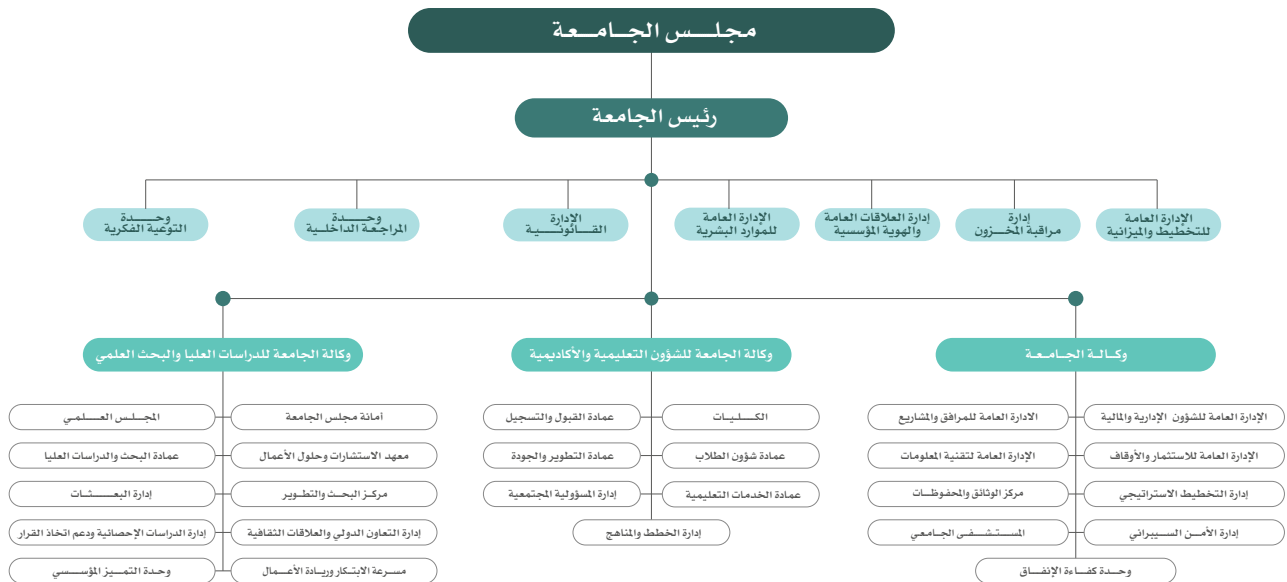 مجلس الجامعة
رئيس الجامعة
الإدارة العامة
للتخطيط والميزانية
إدارة
مراقبة المخزون
إدارة العلاقات العامة
والهوية المؤسسية
الإدارة العامة
للموارد البشرية
الإدارة
القانونية
وحدة
المراجعة الداخلية
وحدة
التوعية الفكرية
وكالة الجامعة
وكالة الجامعة للشؤون التعليمية والأكاديمية
وكالة الجامعة للدراسات العليا والبحث العلمي
الإدارة العامة للشؤون الإدارية والمالية
الادارة العامة للمرافق والمشاريع
الإدارة العامة للاستثمار والأوقاف
الإدارة العامة لتقنية المعلومات
إدارة التخطيط الاستراتيجي
مركز الوثائق والمحفوظات
إدارة الأمن السيبراني
المستشفى الجامعي
وحدة كفاءة الإنفاق
الكليات
عمادة القبول والتسجيل
عمادة شؤون الطلاب
عمادة التطوير والجودة
عمادة الخدمات التعليمية
إدارة المسؤولية المجتمعية
إدارة الخطط والمناهج
أمانة مجلس الجامعة
المجلس العلمي
معهد الاستشارات وحلول الأعمال
عمادة البحث والدراسات العليا
مركز البحث والتطوير
إدارة البعثات
إدارة التعاون الدولي والعلاقات الثقافية
إدارة الدراسات الإحصائية ودعم اتخاذ القرار
مسرعة الابتكار وريادة الأعمال
وحدة التميز المؤسسي